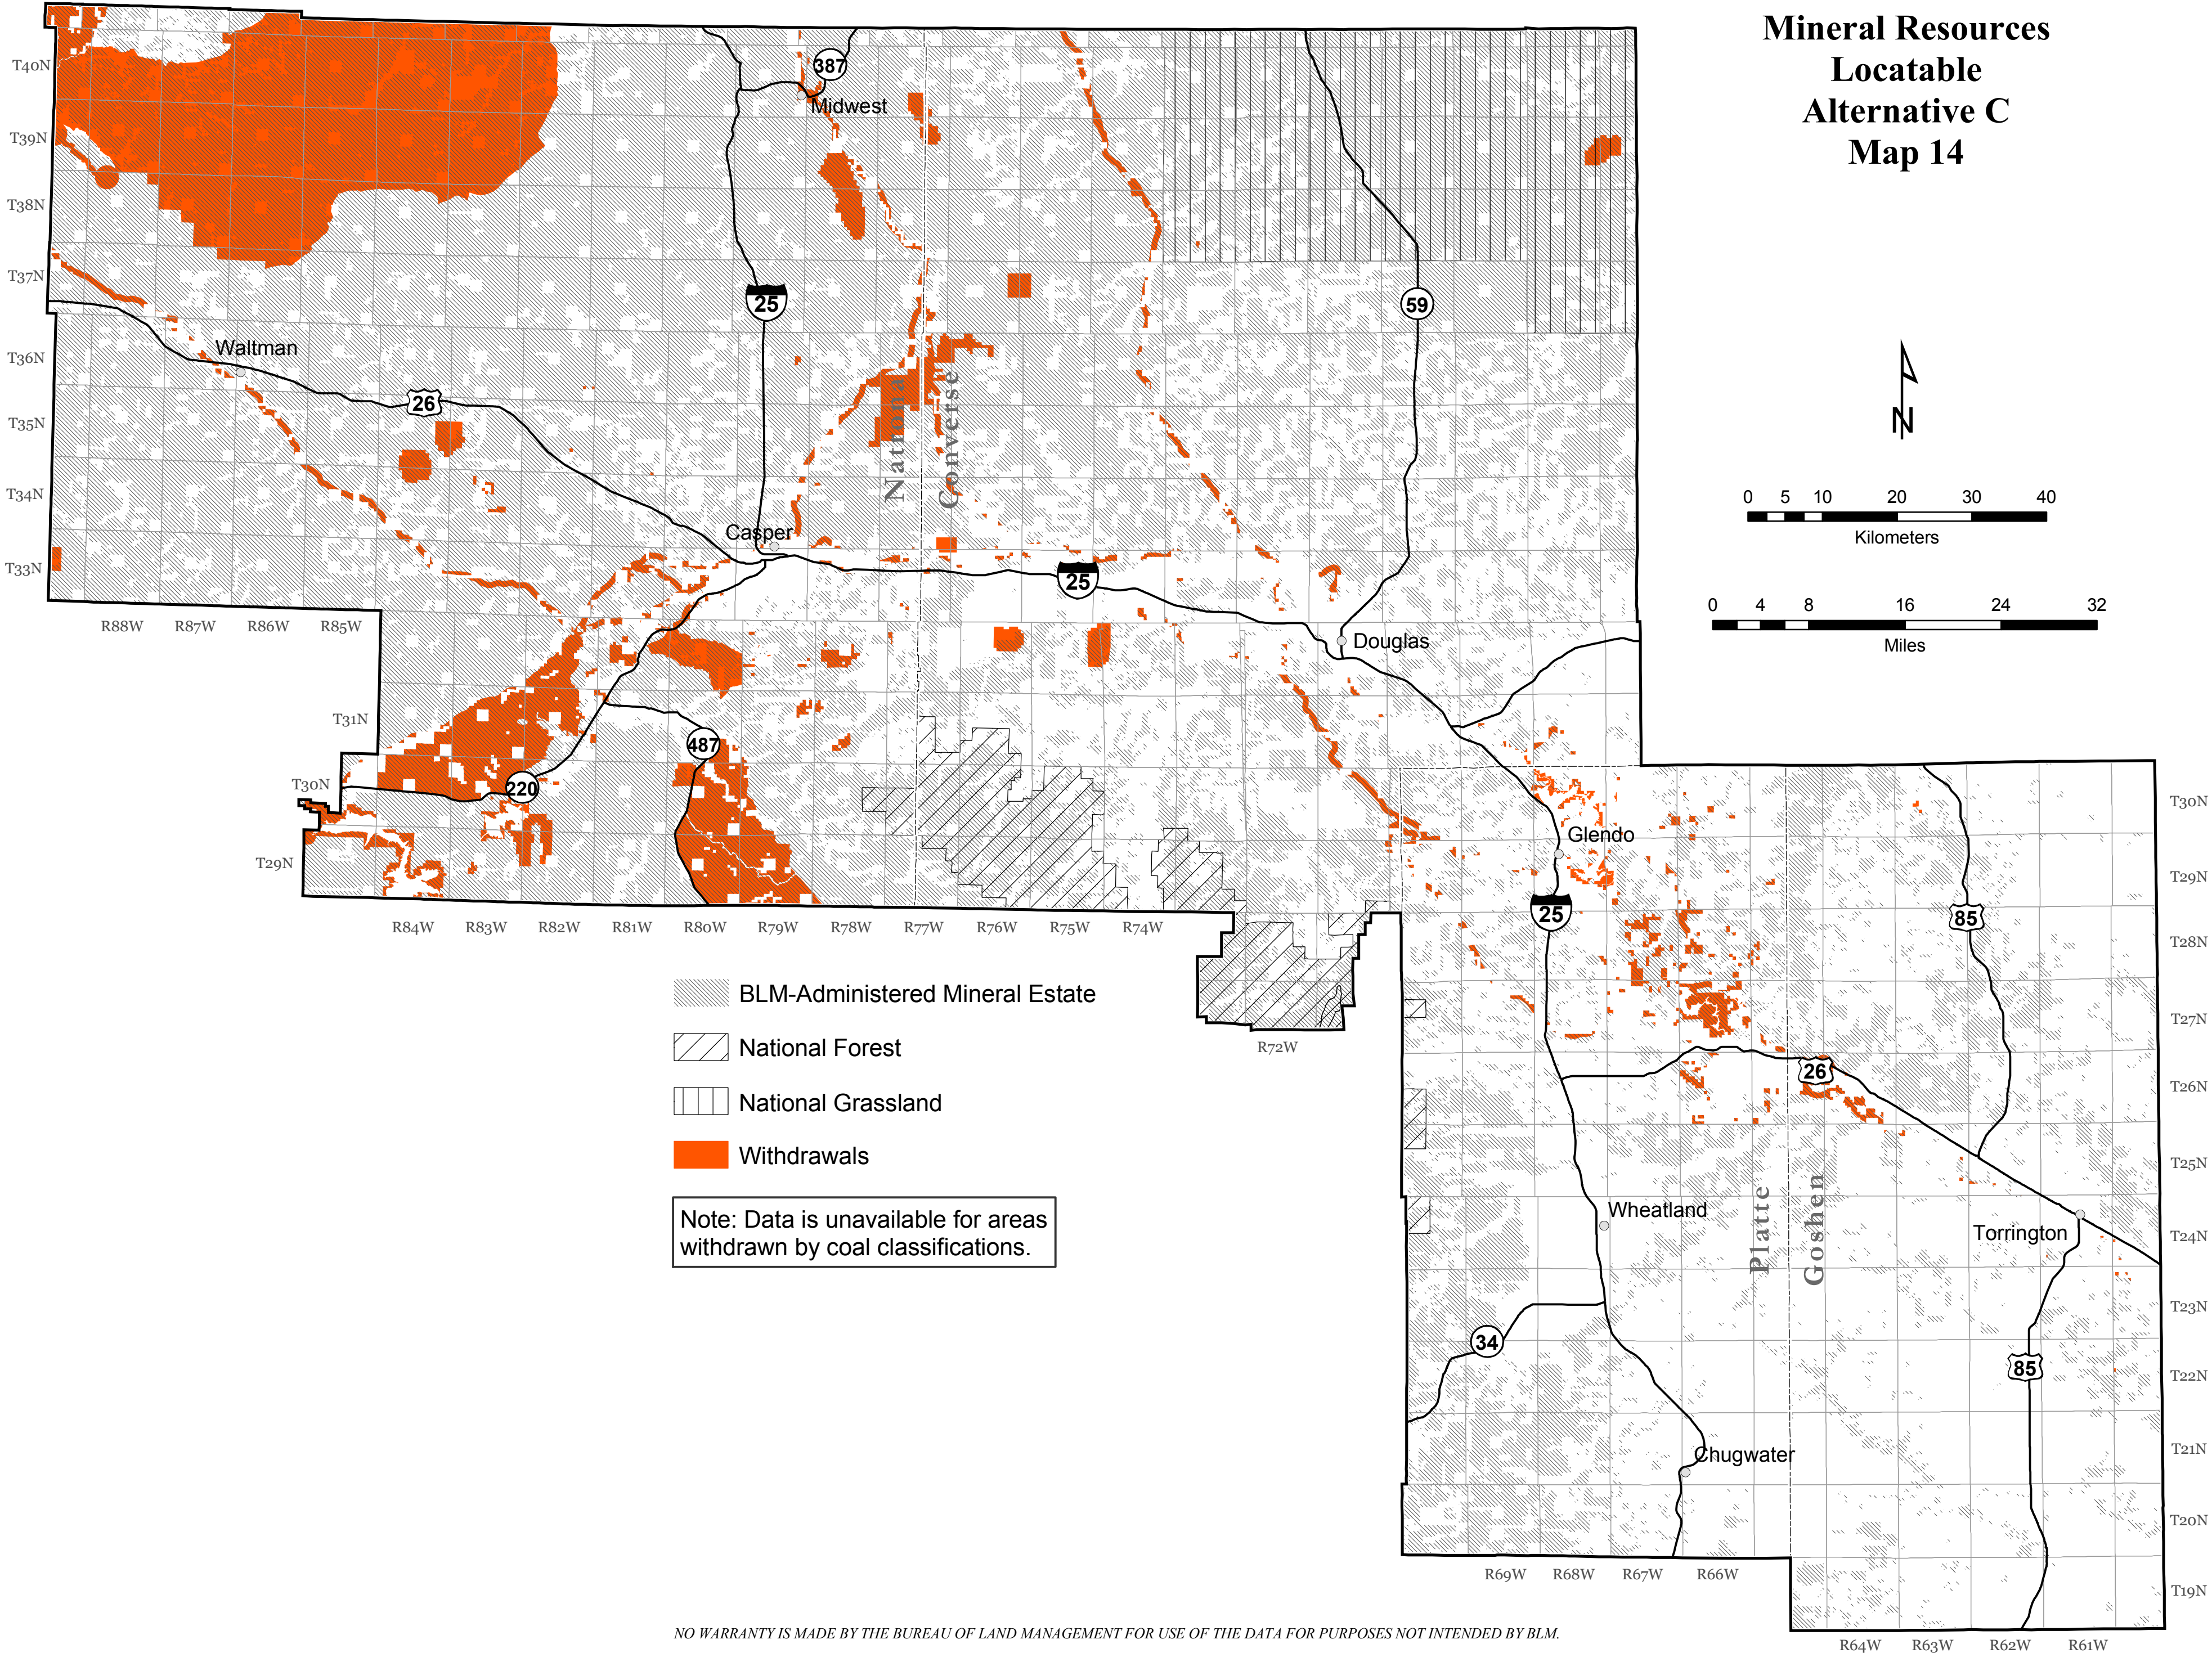 Mineral Resources
Locatable
Alternative C
Map 14
T40N
T39N
T38N
T37N
T36N
T35N
T34N
T33N
R88W R87W R86W R85W
T31N
T30N
T29N
R84W R83W R82W R81W R80W R79W R78W R77W R76W R75W R74W
R72W
387
Midwest
25
59
Waltman
26
Nationa
Converse
Casper
25
Douglas
487
220
N
0 5 10 20 30 40
Kilometers
0 4 8 16 24 32
Miles
Glendo
25
85
26
Platte
Goshen
Wheatland
Torrington
34
85
Chugwater
T30N
T29N
T28N
T27N
T26N
T25N
T24N
T23N
T22N
T21N
T20N
T19N
R69W R68W R67W R66W
R64W R63W R62W R61W
BLM-Administered Mineral Estate
National Forest
National Grassland
Withdrawals
Note: Data is unavailable for areas
withdrawn by coal classifications.
NO WARRANTY IS MADE BY THE BUREAU OF LAND MANAGEMENT FOR USE OF THE DATA FOR PURPOSES NOT INTENDED BY BLM.